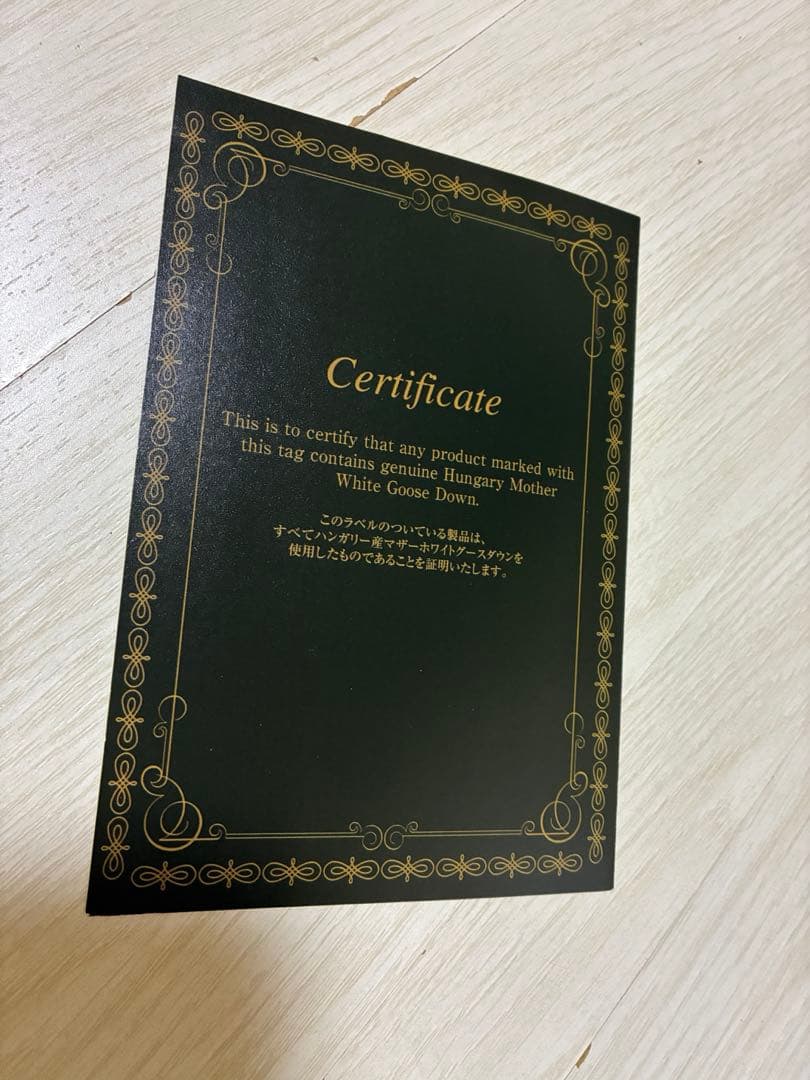 Certificate
This is to certify that any product marked with
this tag contains genuine Hungary Mother
White Goose Down.
このラベルのついている製品は、
すべてハンガリー産マザーホワイトグースダウンを
使用したものであることを証明いたします。